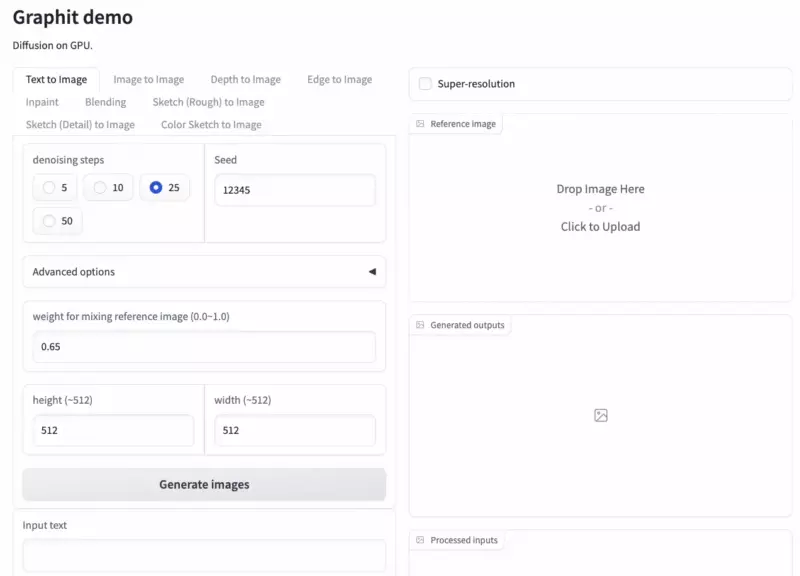 Graphit demo
Diffusion on GPU.
Text to Image Image to Image Depth to Image Edge to Image
Inpaint Blending Sketch (Rough) to Image
Sketch (Detail) to Image Color Sketch to Image
denoising steps
5 10 25
50
Seed
12345
Advanced options
weight for mixing reference image (0.0~1.0)
0.65
height (~512)
512
width (~512)
512
Generate images
Input text
Super-resolution
Reference image
Drop Image Here
- or -
Click to Upload
Generated outputs
Processed inputs